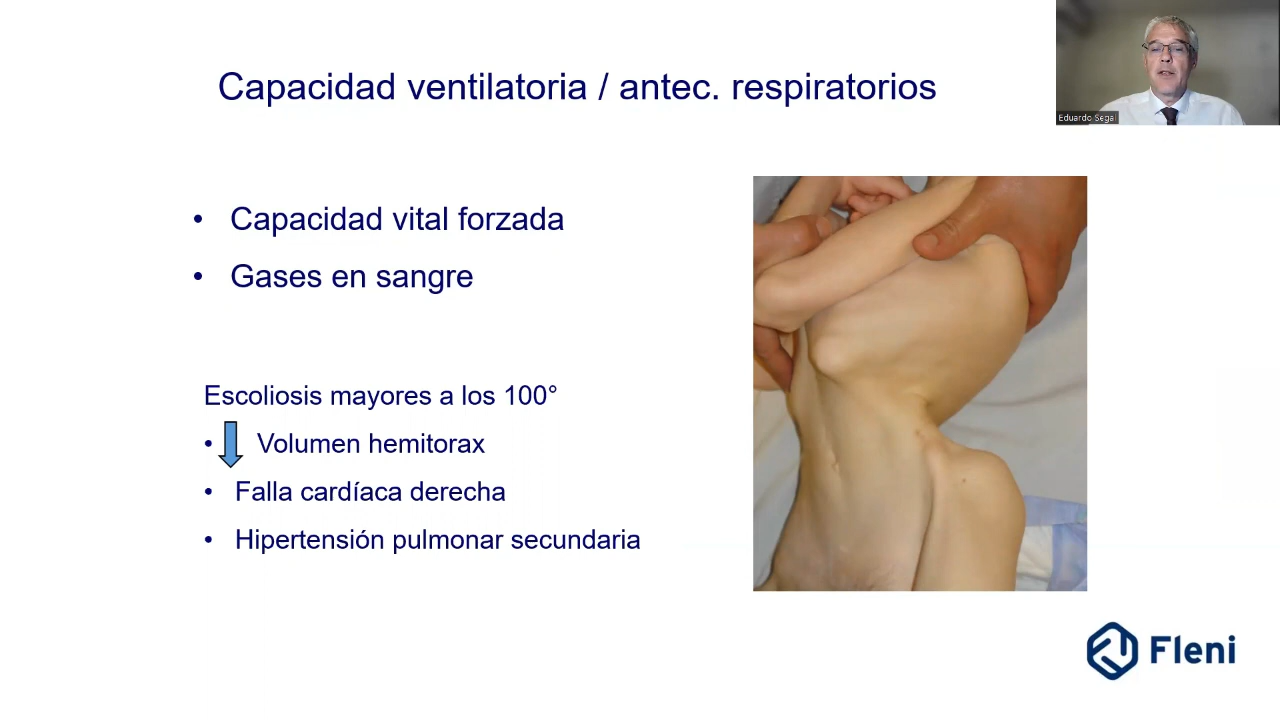 Capacidad ventilatoria / antec. respiratorios
Eduardo Segal
• Capacidad vital forzada
• Gases en sangre
Escoliosis mayores a los 100°
• Volumen hemitorax
• Falla cardíaca derecha
• Hipertensión pulmonar secundaria
Fleni